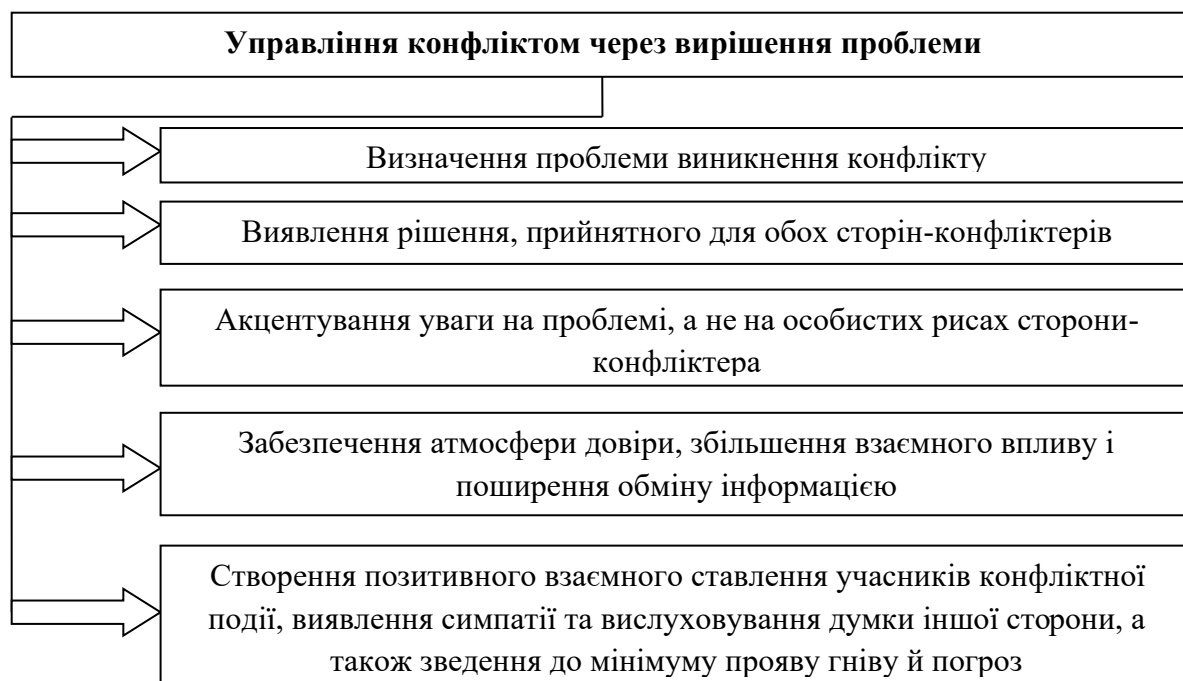 Управління конфліктом через вирішення проблеми
Визначення проблеми виникнення конфлікту
Виявлення рішення, прийнятного для обох сторін-конфліктерів
Акцентування уваги на проблемі, а не на особистих рисах сторони-
конфліктера
Забезпечення атмосфери довіри, збільшення взаємного впливу і
поширення обміну інформацією
Створення позитивного взаємного ставлення учасників конфліктної
події, виявлення симпатії та вислуховування думки іншої сторони, а
також зведення до мінімуму прояву гніву й погроз